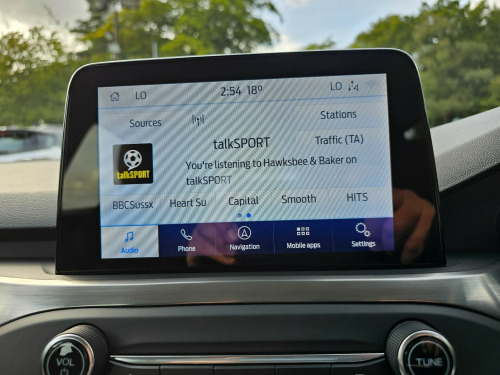 LO 2:54 18° LO
Sources Stations
talkSPORT Traffic (TA)
talkSPORT
You're listening to Hawksbee & Baker on
talkSPORT
BBCSussx Heart Su Capital Smooth HITS
Audio Phone Navigation Mobile apps Settings
VOL TUNE